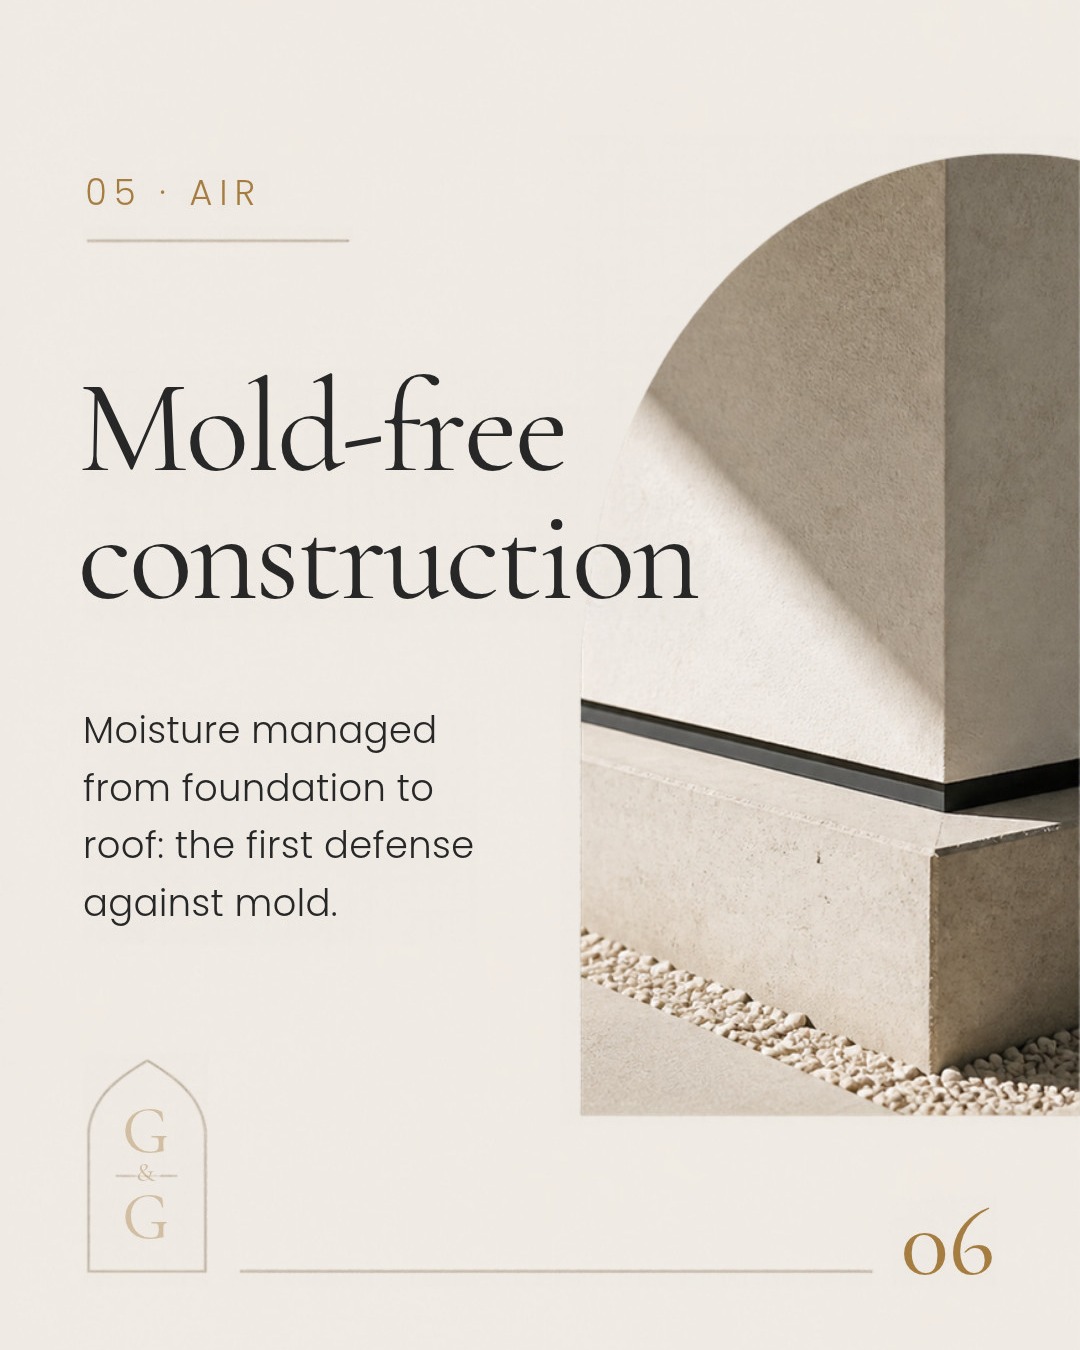 05 · AIR
Mold-free
construction
Moisture managed
from foundation to
roof: the first defense
against mold.
G
&
G
06